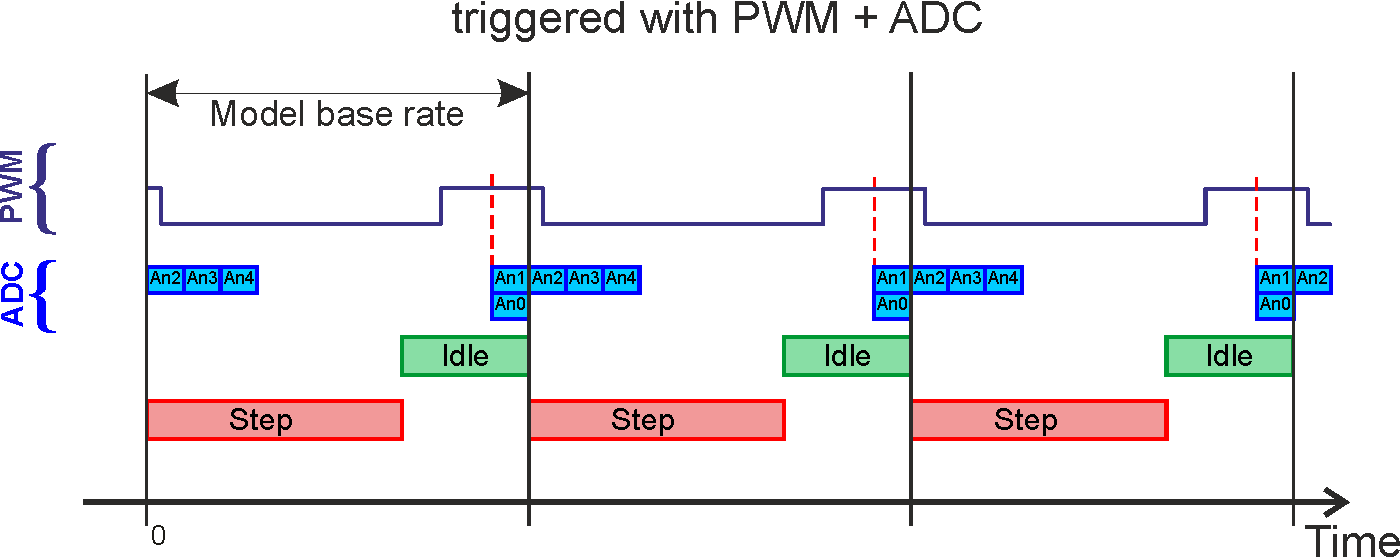 triggered with PWM + ADC
Model base rate
PWM
ADC
An2 An3 An4 An1 An2 An3 An4 An1 An2 An3 An4 An1 An2
An0 An0 An0
Idle Idle Idle
Step Step Step
0
Time